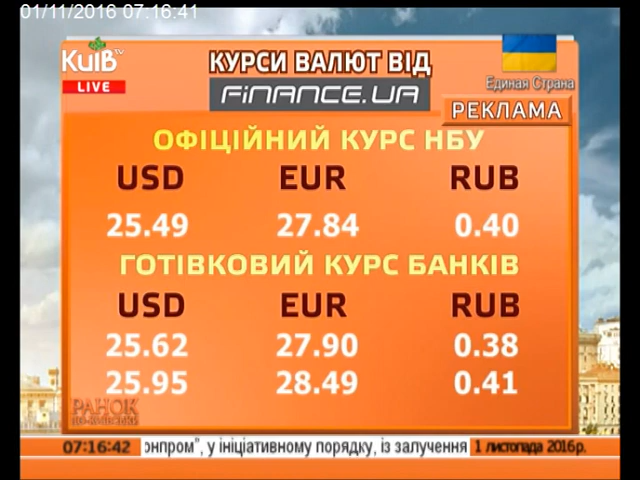 01/11/2016 07:16:41
КиїВ TV
LIVE
КУРСИ ВАЛЮТ ВІД
FINANCE.UA
Единая Страна
РЕКЛАМА
ОФІЦІЙНИЙ КУРС НБУ
USD EUR RUB
25.49 27.84 0.40
ГОТІВКОВИЙ КУРС БАНКІВ
USD EUR RUB
25.62 27.90 0.38
25.95 28.49 0.41
РАНОК
ПО-КИЇВСЬКИ
07:16:42 онпром”, у ініціативному порядку, із залучення 1 листопада 2016р.